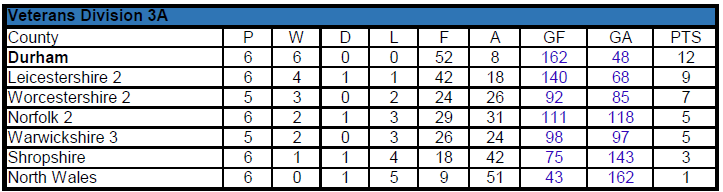 Veterans Division 3A
County P W D L F A GF GA PTS
Durham 6 6 0 0 52 8 162 48 12
Leicestershire 2 6 4 1 1 42 18 140 68 9
Worcestershire 2 5 3 0 2 24 26 92 85 7
Norfolk 2 6 2 1 3 29 31 111 118 5
Warwickshire 3 5 2 0 3 26 24 98 97 5
Shropshire 6 1 1 4 18 42 75 143 3
North Wales 6 0 1 5 9 51 43 162 1